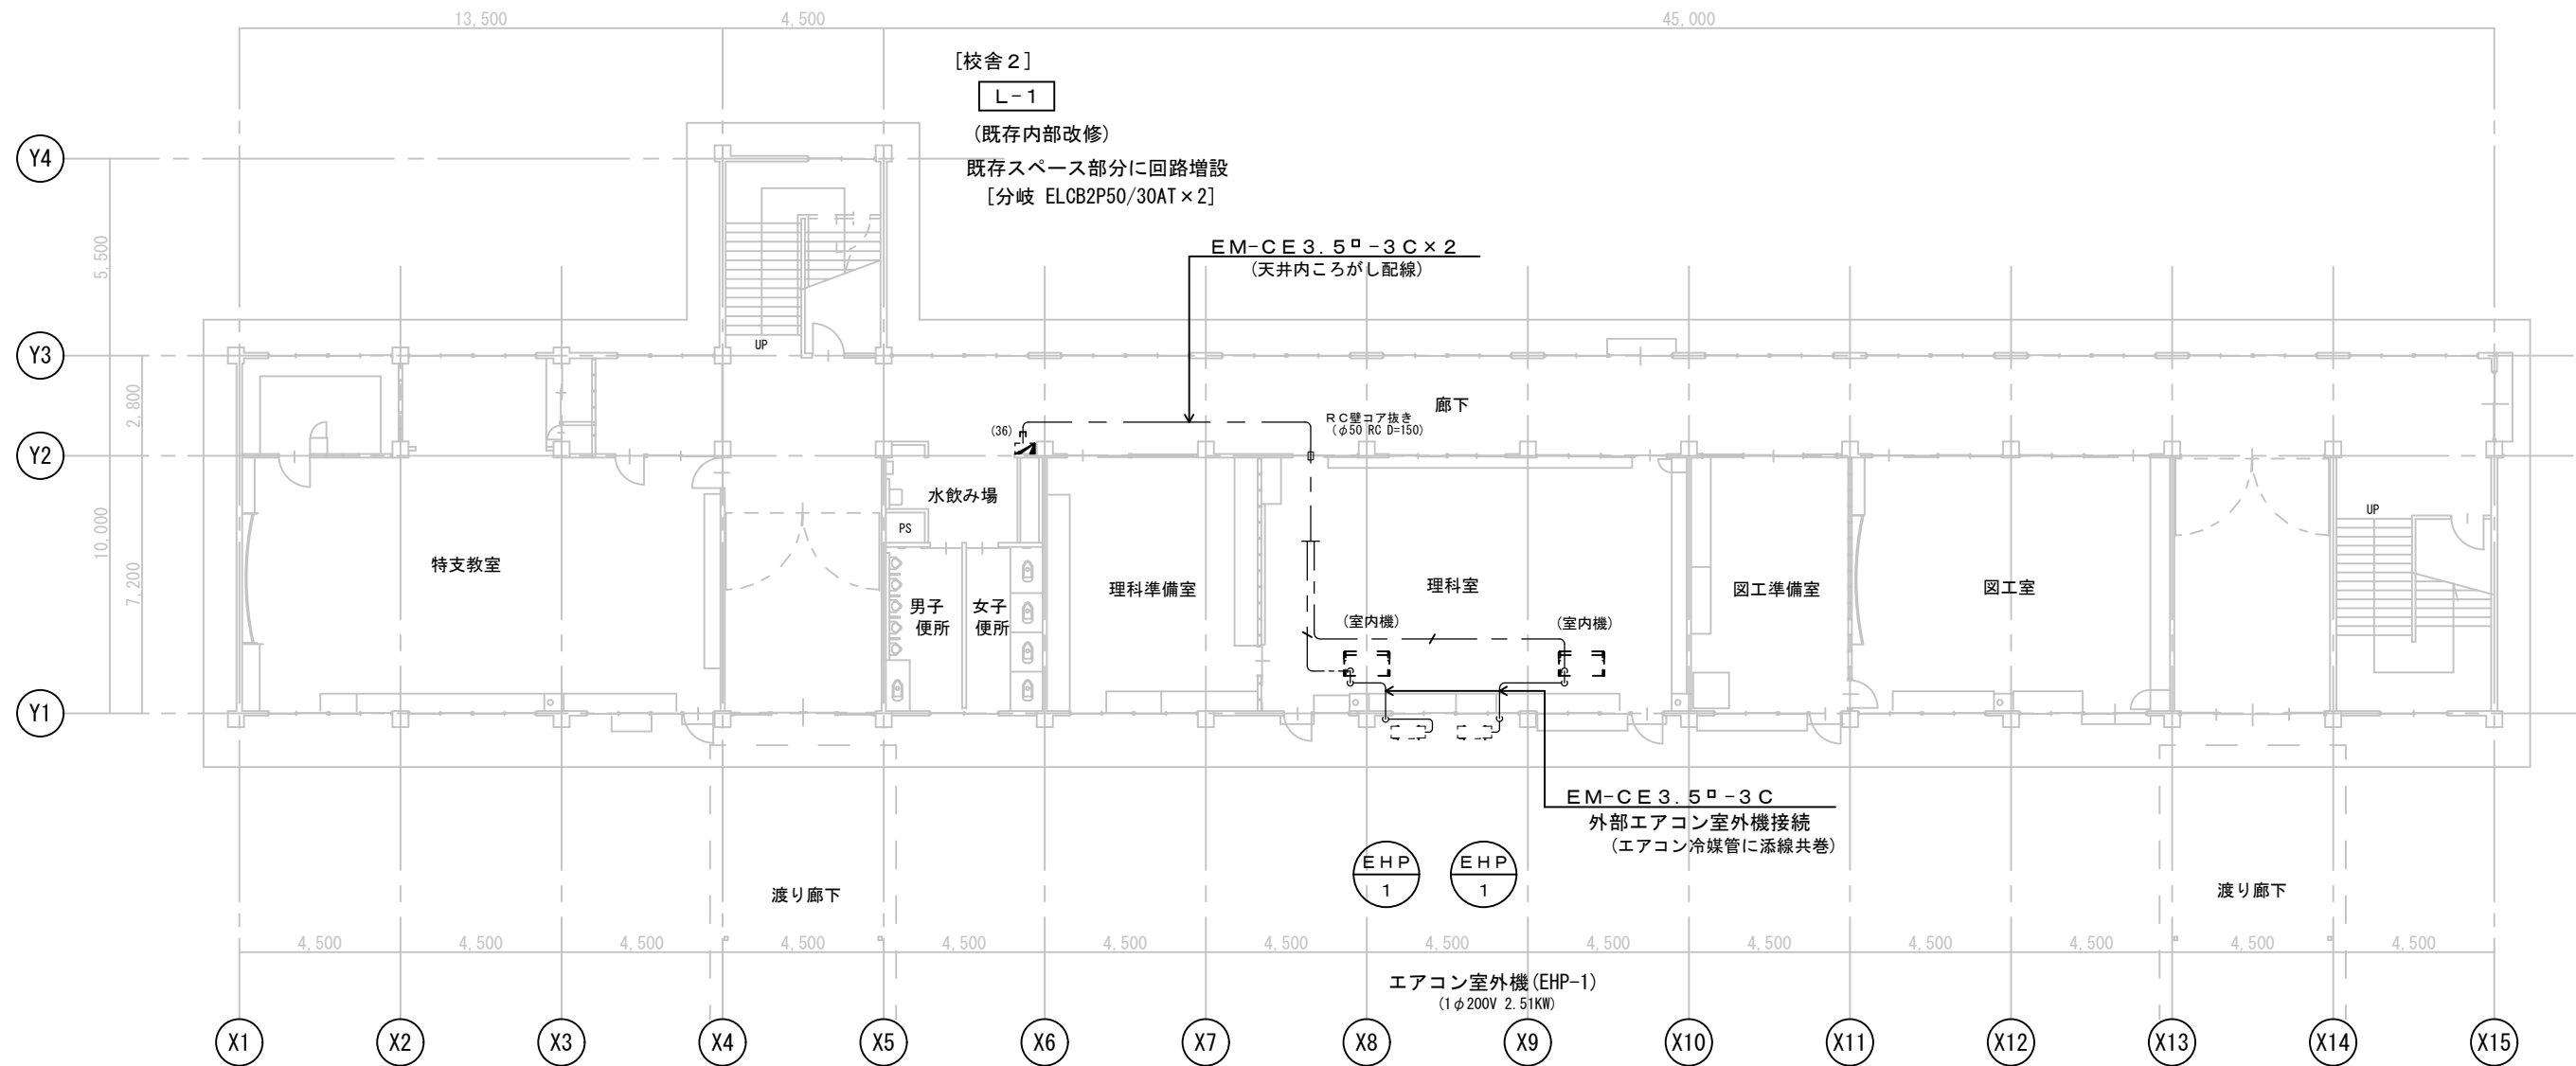 13,500
4,500
45,000
[校舎２]
L-1
(既存内部改修)
既存スペース部分に回路増設
[分岐 ELCB2P50/30AT×2]
Y4
5,500
EM-CE3.5□-3C×2
(天井内ころがし配線)
UP
Y3
2,800
廊下
RC壁コア抜き
(φ50 RC D=150)
(36)
Y2
水飲み場
PS
UP
10,000
7,200
特支教室
理科準備室
理科室
図工準備室
図工室
男子
便所
女子
便所
(室内機)
(室内機)
Y1
EM-CE3.5□-3C
外部エアコン室外機接続
(エアコン冷媒管に添線共巻)
EHP
1
EHP
1
渡り廊下
渡り廊下
4,500
4,500
4,500
4,500
4,500
4,500
4,500
4,500
4,500
4,500
4,500
4,500
4,500
4,500
エアコン室外機(EHP-1)
(1φ200V 2.51KW)
X1
X2
X3
X4
X5
X6
X7
X8
X9
X10
X11
X12
X13
X14
X15